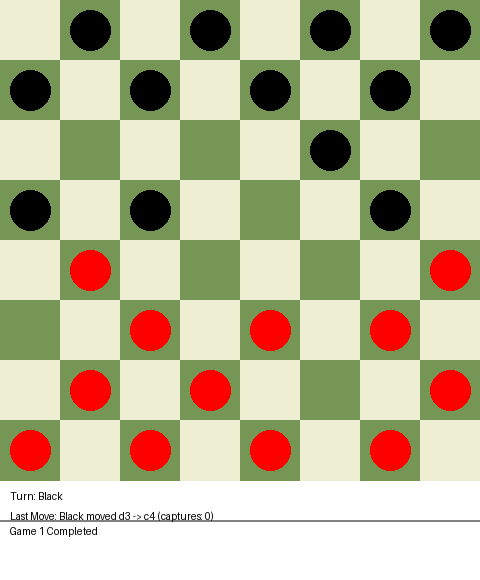 Turn: Black
Last Move: Black moved d3 -> c4 (captures: 0)
Game 1 Completed